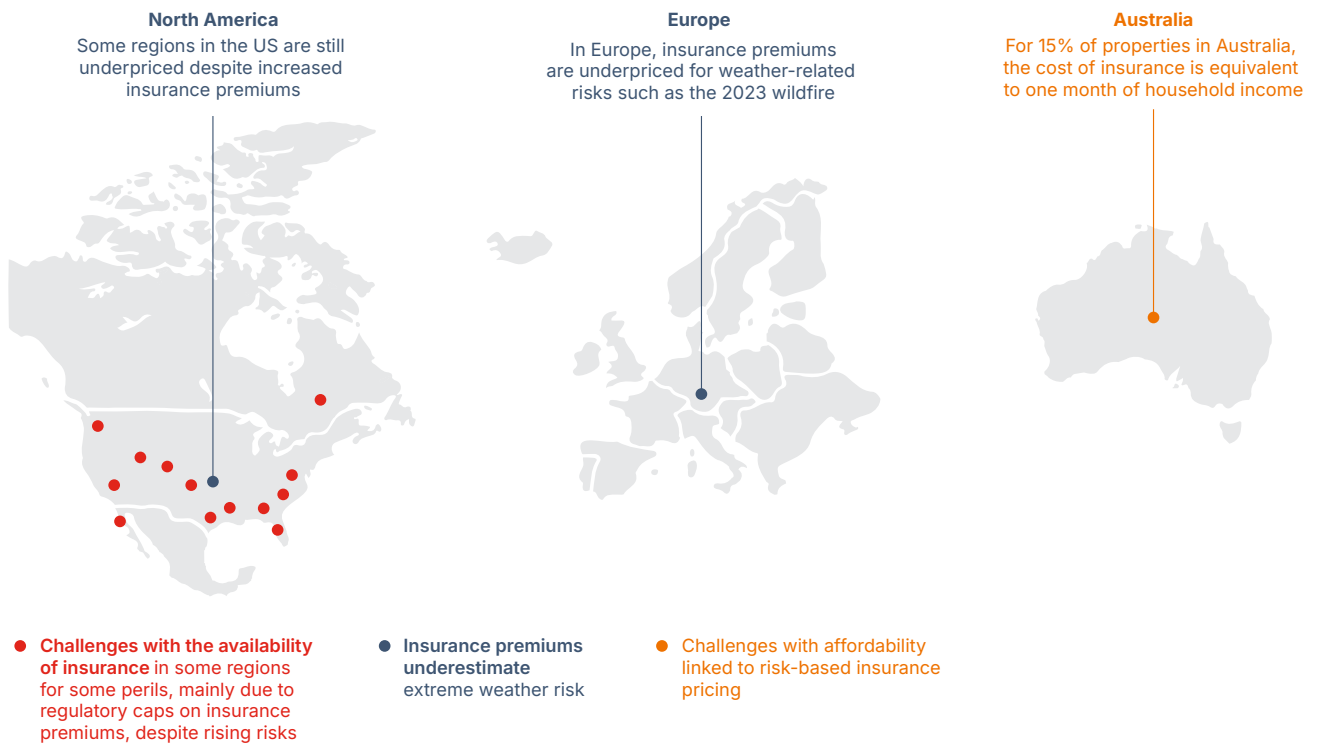 North America
Some regions in the US are still
underpriced despite increased
insurance premiums
Europe
In Europe, insurance premiums
are underpriced for weather-related
risks such as the 2023 wildfire
Australia
For 15% of properties in Australia,
the cost of insurance is equivalent
to one month of household income
Challenges with the availability
of insurance in some regions
for some perils, mainly due to
regulatory caps on insurance
premiums, despite rising risks
Insurance premiums
underestimate
extreme weather risk
Challenges with affordability
linked to risk-based insurance
pricing